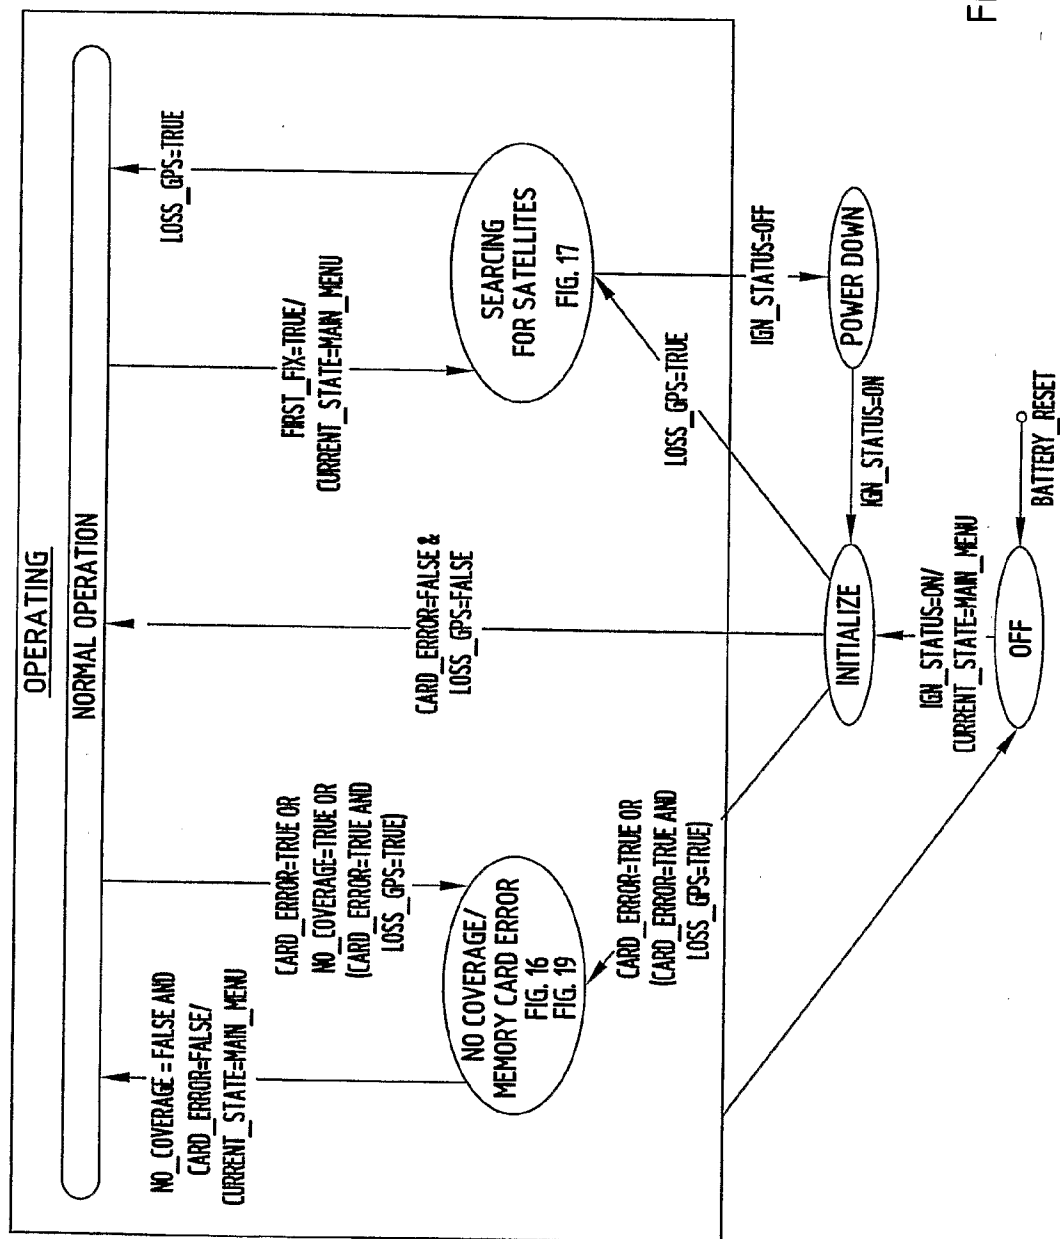 OPERATING
NORMAL OPERATION
NO_COVERAGE =FALSE AND
CARD_ERROR=FALSE/
CURRENT_STATE=MAIN_MENU
CARD_ERROR=TRUE OR
NO_COVERAGE=TRUE OR
(CARD_ERROR=TRUE AND
LOSS_GPS=TRUE)
CARD_ERROR=FALSE &
LOSS_GPS=FALSE
FIRST_FIX=TRUE/
CURRENT_STATE=MAIN_MENU
LOSS_GPS=TRUE
NO COVERAGE/
MEMORY CARD ERROR
FIG. 16
FIG. 19
SEARCING
FOR SATELLITES
FIG. 17
CARD_ERROR=TRUE OR
(CARD_ERROR=TRUE AND
LOSS_GPS=TRUE)
LOSS_GPS=TRUE
IGN_STATUS=OFF
INITIALIZE
IGN_STATUS=ON
POWER DOWN
IGN_STATUS=ON/
CURRENT_STATE=MAIN_MENU
OFF
BATTERY_RESET